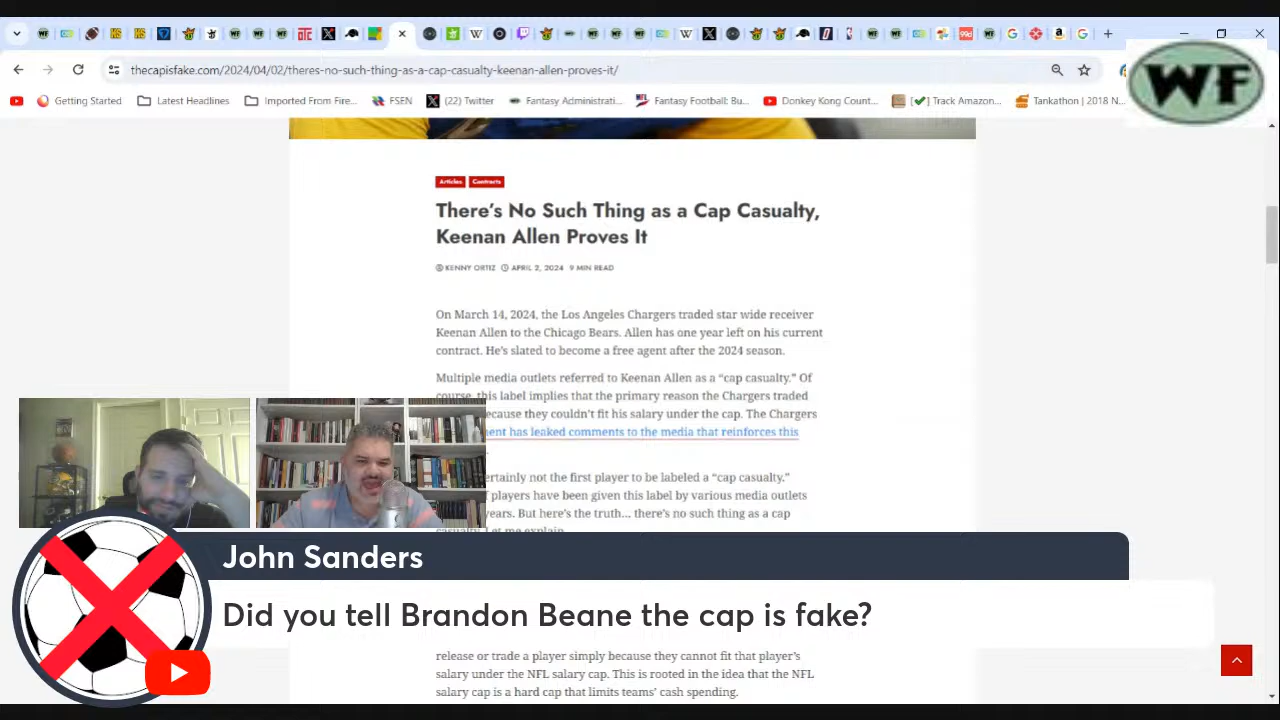 thecapisfake.com/2024/04/02/theres-no-such-thing-as-a-cap-casualty-keenan-allen-proves-it/
WF
Getting Started
Latest Headlines
Imported From Fire...
FSEN
(22) Twitter
Fantasy Administrati...
Fantasy Football: Bu...
Donkey Kong Count...
[✔] Track Amazon...
Tankathon | 2018 N...
Articles Contracts
There's No Such Thing as a Cap Casualty,
Keenan Allen Proves It
KENNY ORTIZ APRIL 2, 2024 9 MIN READ
On March 14, 2024, the Los Angeles Chargers traded star wide receiver
Keenan Allen to the Chicago Bears. Allen has one year left on his current
contract. He's slated to become a free agent after the 2024 season.
Multiple media outlets referred to Keenan Allen as a “cap casualty.” Of
course, this label implies that the primary reason the Chargers traded
because they couldn't fit his salary under the cap. The Chargers
ent has leaked comments to the media that reinforces this
ertainly not the first player to be labeled a “cap casualty.”
players have been given this label by various media outlets
years. But here's the truth… there's no such thing as a cap
casualty. Let me explain
John Sanders
Did you tell Brandon Beane the cap is fake?
release or trade a player simply because they cannot fit that player's
salary under the NFL salary cap. This is rooted in the idea that the NFL
salary cap is a hard cap that limits teams' cash spending.